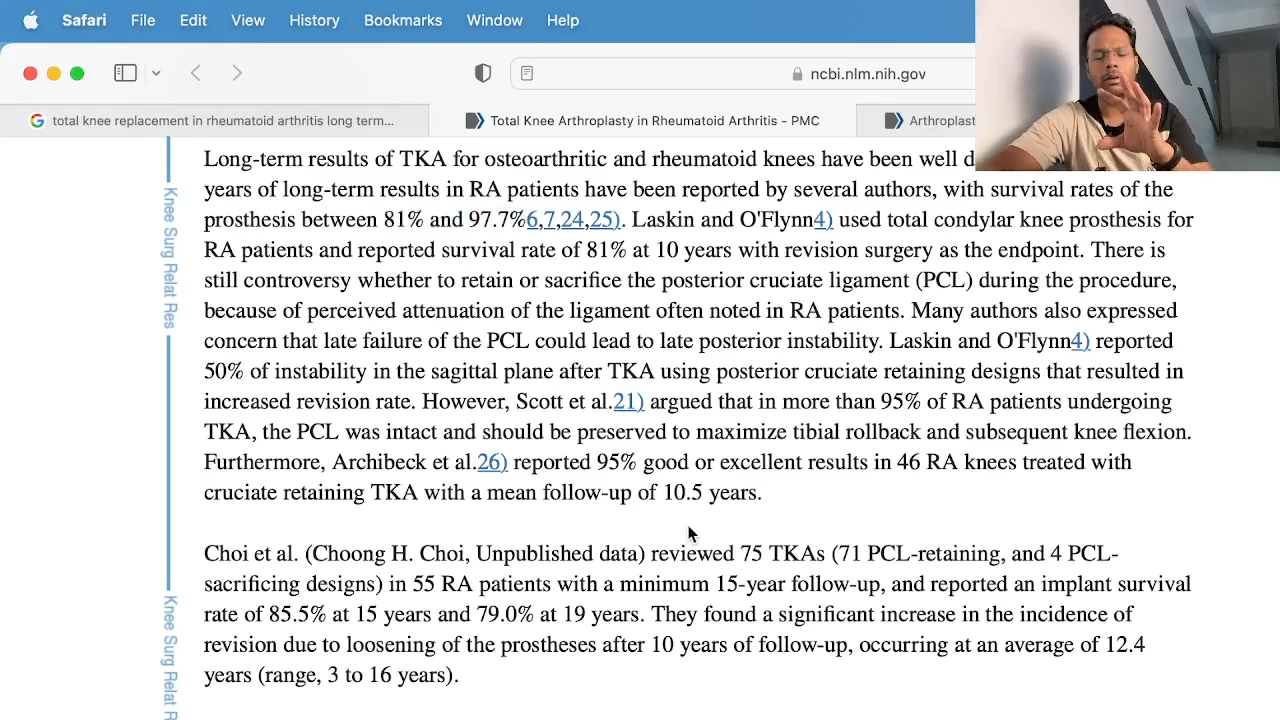 Safari File Edit View History Bookmarks Window Help
ncbi.nlm.nih.gov
total knee replacement in rheumatoid arthritis long term...
Total Knee Arthroplasty in Rheumatoid Arthritis - PMC
Arthroplast
Long-term results of TKA for osteoarthritic and rheumatoid knees have been well d
years of long-term results in RA patients have been reported by several authors, with survival rates of the
prosthesis between 81% and 97.7%6,7,24,25). Laskin and O'Flynn4) used total condylar knee prosthesis for
RA patients and reported survival rate of 81% at 10 years with revision surgery as the endpoint. There is
still controversy whether to retain or sacrifice the posterior cruciate ligament (PCL) during the procedure,
because of perceived attenuation of the ligament often noted in RA patients. Many authors also expressed
concern that late failure of the PCL could lead to late posterior instability. Laskin and O'Flynn4) reported
50% of instability in the sagittal plane after TKA using posterior cruciate retaining designs that resulted in
increased revision rate. However, Scott et al.21) argued that in more than 95% of RA patients undergoing
TKA, the PCL was intact and should be preserved to maximize tibial rollback and subsequent knee flexion.
Furthermore, Archibeck et al.26) reported 95% good or excellent results in 46 RA knees treated with
cruciate retaining TKA with a mean follow-up of 10.5 years.
Choi et al. (Choong H. Choi, Unpublished data) reviewed 75 TKAs (71 PCL-retaining, and 4 PCL-
sacrificing designs) in 55 RA patients with a minimum 15-year follow-up, and reported an implant survival
rate of 85.5% at 15 years and 79.0% at 19 years. They found a significant increase in the incidence of
revision due to loosening of the prostheses after 10 years of follow-up, occurring at an average of 12.4
years (range, 3 to 16 years).
Knee Surg Relat Res
Knee Surg Relat R